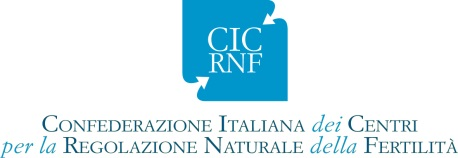 CIC
RNF
CONFEDERAZIONE ITALIANA dei CENTRI
per la REGOLAZIONE NATURALE della FERTILITÀ